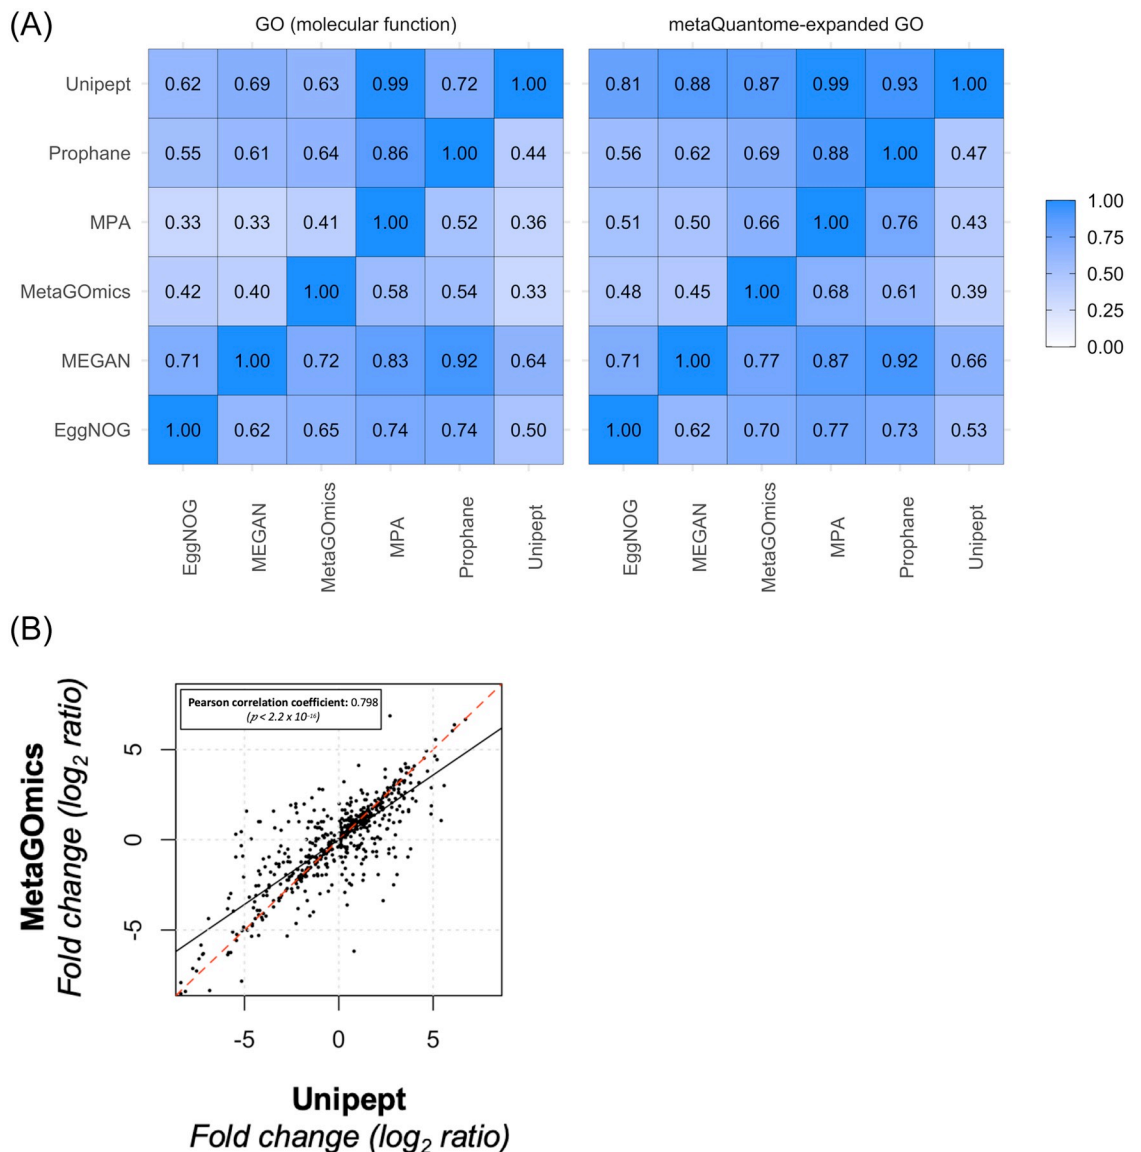 (A)
GO (molecular function)
metaQuantome-expanded GO
Unipept 0.62 0.69 0.63 0.99 0.72 1.00 0.81 0.88 0.87 0.99 0.93 1.00
Prophane 0.55 0.61 0.64 0.86 1.00 0.44 0.56 0.62 0.69 0.88 1.00 0.47
MPA 0.33 0.33 0.41 1.00 0.52 0.36 0.51 0.50 0.66 1.00 0.76 0.43
MetaGOmics 0.42 0.40 1.00 0.58 0.54 0.33 0.48 0.45 1.00 0.68 0.61 0.39
MEGAN 0.71 1.00 0.72 0.83 0.92 0.64 0.71 1.00 0.77 0.87 0.92 0.66
EggNOG 1.00 0.62 0.65 0.74 0.74 0.50 1.00 0.62 0.70 0.77 0.73 0.53
EggNOG MEGAN MetaGOmics MPA Prophane Unipept EggNOG MEGAN MetaGOmics MPA Prophane Unipept
1.00
0.75
0.50
0.25
0.00
(B)
Pearson correlation coefficient: 0.798
(p < 2.2 x 10⁻¹⁶)
MetaGOmics
Fold change (log₂ ratio)
5
0
-5
-5 0 5
Unipept
Fold change (log₂ ratio)